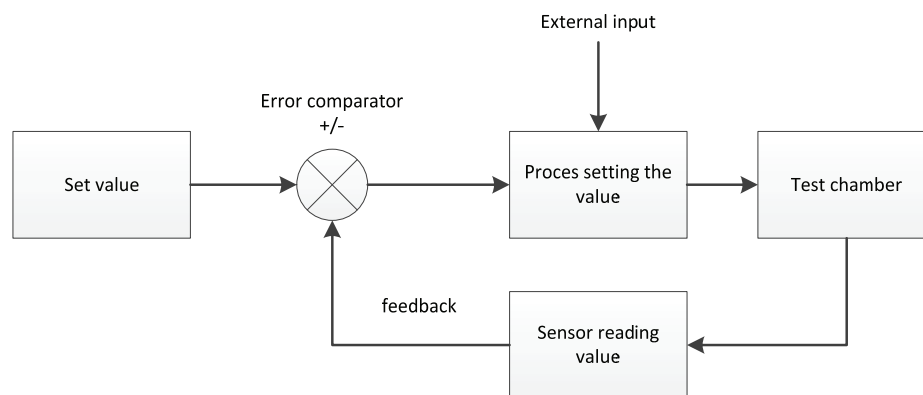 External input
Error comparator
+/-
Set value
Proces setting the
value
Test chamber
feedback
Sensor reading
value